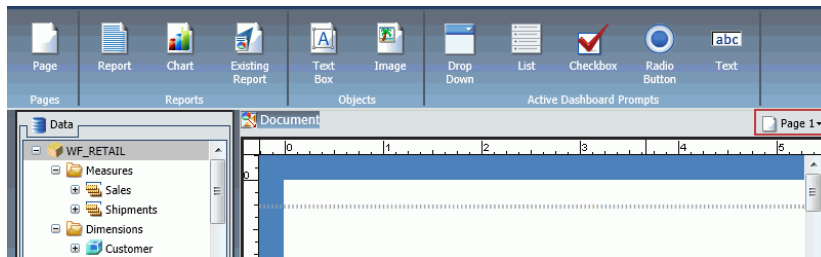 A
abc
Page
Report
Chart
Existing
Report
Text
Box
Image
Drop
Down
List
Checkbox
Radio
Button
Text
Pages
Reports
Objects
Active Dashboard Prompts
Data
Document
Page 1
WF_RETAIL
0 1 2 3 4 5
Measures
0
Sales
Shipments
Dimensions
Customer